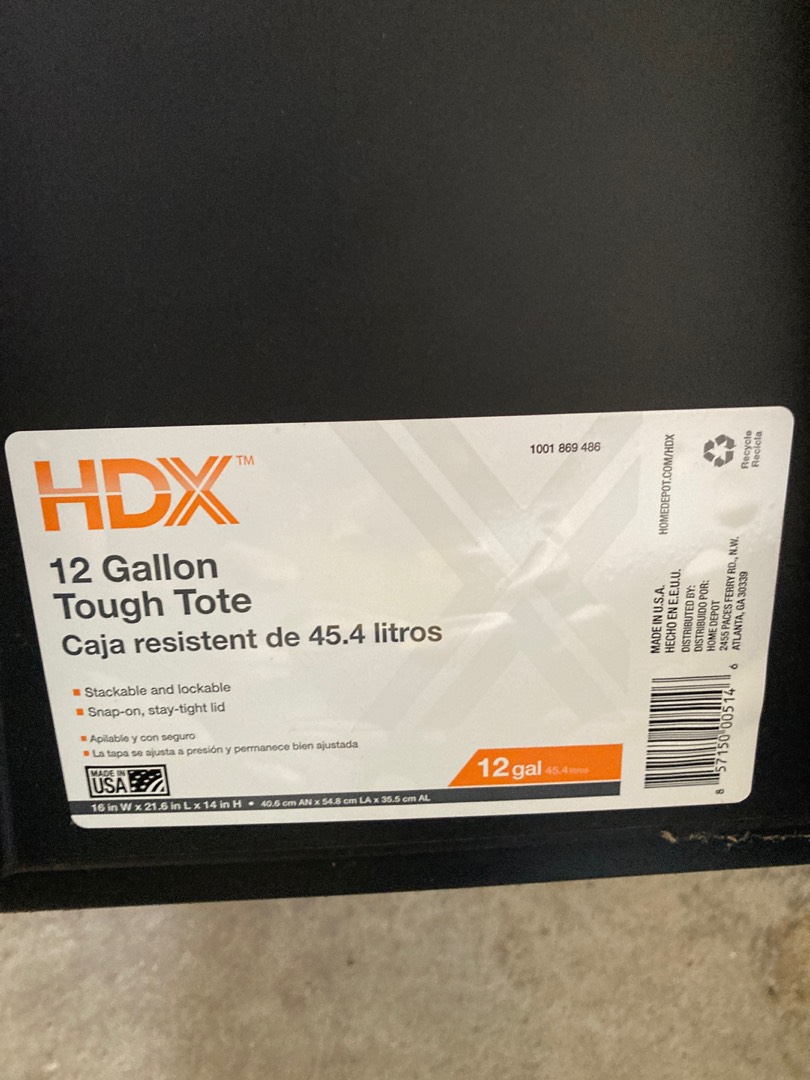 HDX™
1001 869 486
12 Gallon
Tough Tote
Caja resistent de 45.4 litros
Stackable and lockable
Snap-on, stay-tight lid
Apilable y con seguro
La tapa se ajusta a presión y permanece bien ajustada
MADE IN
USA
12 gal 45.4 litros
16 in W x 21.6 in L x 14 in H • 40.6 cm AN x 54.8 cm LA x 35.5 cm AL
Recycle
Recicla
HOMEDEPOT.COM/HDX
MADE IN U.S.A.
HECHO EN E.E.U.U.
DISTRIBUTED BY:
DISTRIBUIDO POR:
HOME DEPOT
2455 PACES FERRY RD., N.W.
ATLANTA, GA 30339
8 57150 00514 6